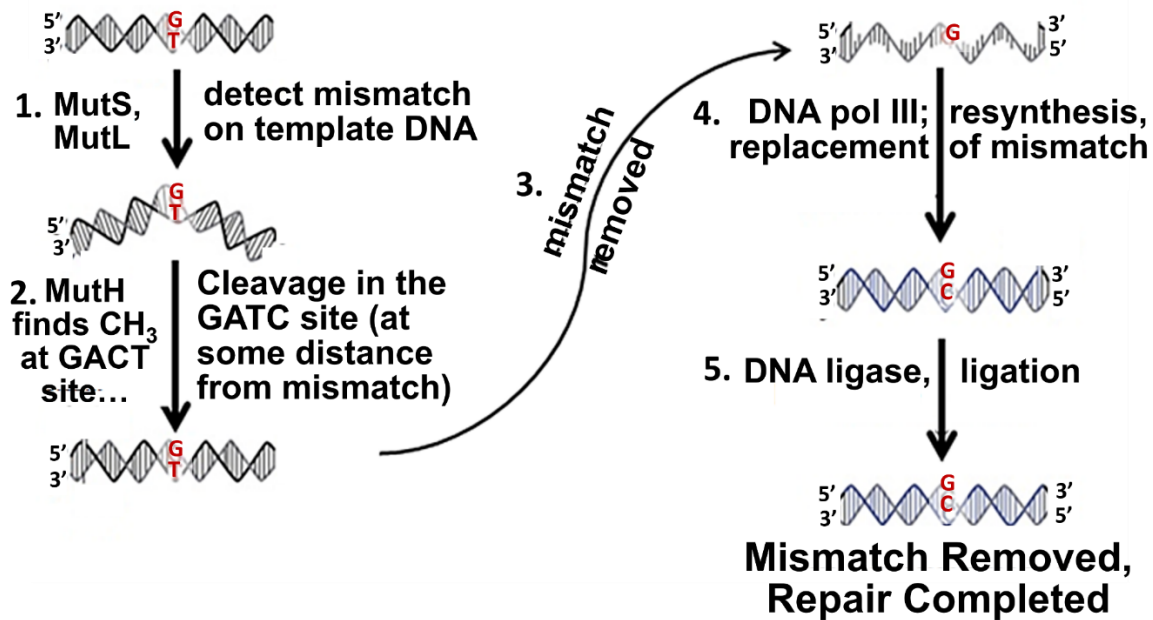 5’ G
3’ T
1. MutS,
MutL
detect mismatch
on template DNA
G
T
5’
3’
2. MutH
finds CH₃
at GACT
site...
Cleavage in the
GATC site (at
some distance
from mismatch)
5’ G
3’ T
3. mismatch
removed
5’ G 3’
3’ 5’
4. DNA pol III; resynthesis,
replacement of mismatch
5’ G 3’
3’ C 5’
5. DNA ligase, ligation
5’ G 3’
3’ C 5’
Mismatch Removed,
Repair Completed